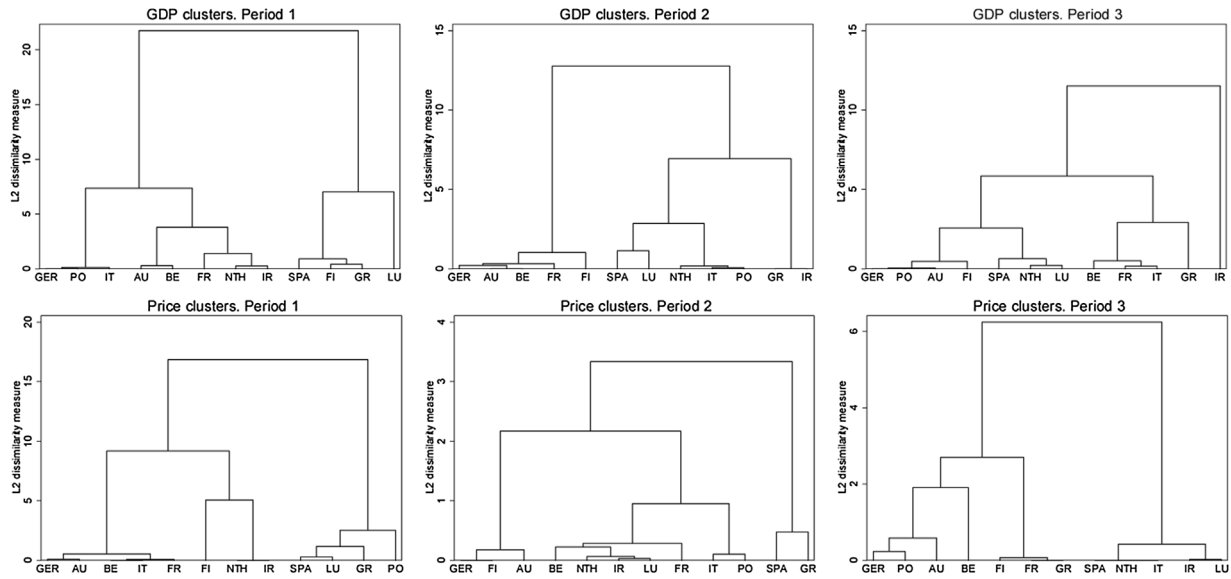 GDP clusters. Period 1
L2 dissimilarity measure
20
15
10
5
0
GER PO IT AU BE FR NTH IR SPA FI GR LU
GDP clusters. Period 2
L2 dissimilarity measure
15
10
5
0
GER AU BE FR FI SPA LU NTH IT PO GR IR
GDP clusters. Period 3
L2 dissimilarity measure
15
10
5
0
GER PO AU FI SPA NTH LU BE FR IT GR IR
Price clusters. Period 1
L2 dissimilarity measure
20
15
10
5
0
GER AU BE IT FR FI NTH IR SPA LU GR PO
Price clusters. Period 2
L2 dissimilarity measure
4
3
2
1
0
GER FI AU BE NTH IR LU FR IT PO SPA GR
Price clusters. Period 3
L2 dissimilarity measure
6
4
2
0
GER PO AU BE FI FR GR SPA NTH IT IR LU